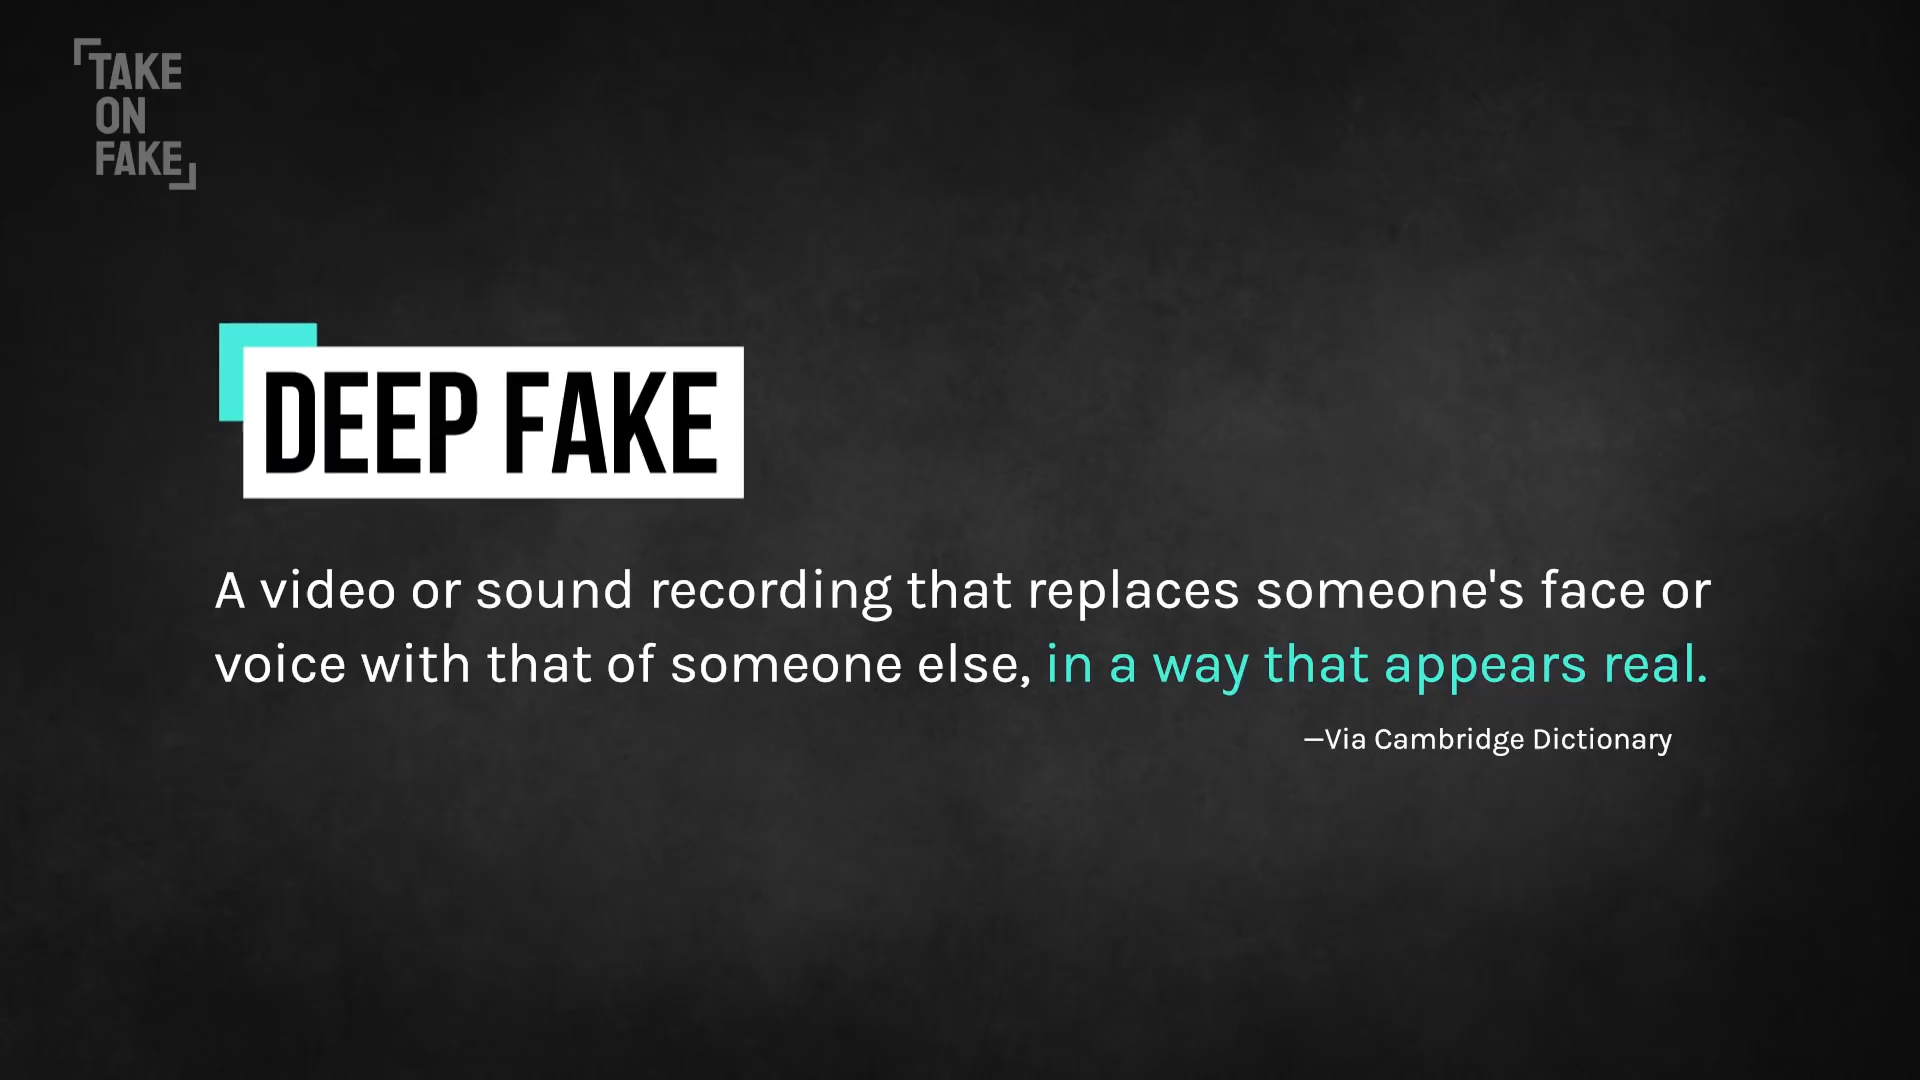 TAKE
ON
FAKE
DEEP FAKE
A video or sound recording that replaces someone's face or
voice with that of someone else, in a way that appears real.
—Via Cambridge Dictionary